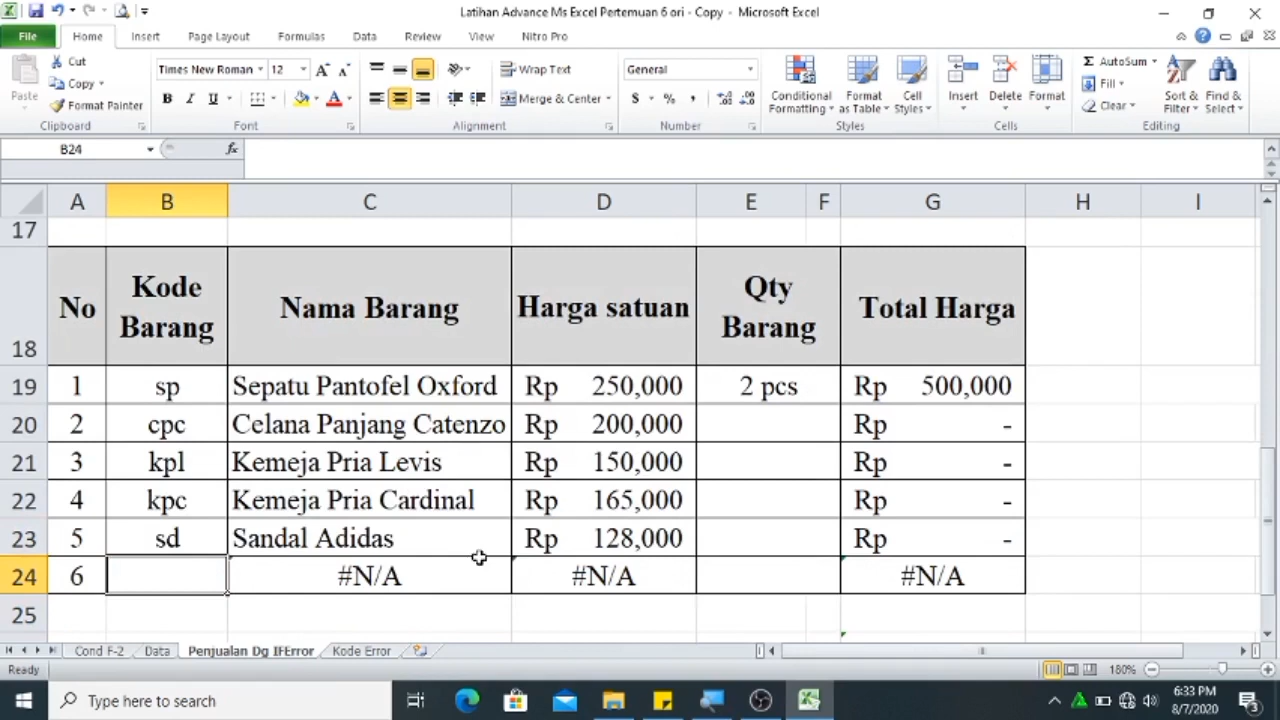 Latihan Advance Ms Excel Pertemuan 6 ori - Copy - Microsoft Excel
File Home Insert Page Layout Formulas Data Review View Nitro Pro
Paste Cut Copy Format Painter
Times New Roman 12
B I U A
Wrap Text
Merge & Center
General
$ % ,
Conditional Formatting Format as Table Cell Styles
Insert Delete Format
Σ AutoSum Fill Clear
Sort & Filter Find & Select
Clipboard Font Alignment Number Styles Cells Editing
B24 fx
A B C D E F G H I
17
18 No Kode Barang Nama Barang Harga satuan Qty Barang Total Harga
19 1 sp Sepatu Pantofel Oxford Rp 250,000 2 pcs Rp 500,000
20 2 cpc Celana Panjang Catenzo Rp 200,000 Rp -
21 3 kpl Kemeja Pria Levis Rp 150,000 Rp -
22 4 kpc Kemeja Pria Cardinal Rp 165,000 Rp -
23 5 sd Sandal Adidas Rp 128,000 Rp -
24 6 #N/A #N/A #N/A
25
Cond F-2 Data Penjualan Dg IFError Kode Error
Ready 180%
Type here to search
6:33 PM
8/7/2020
3